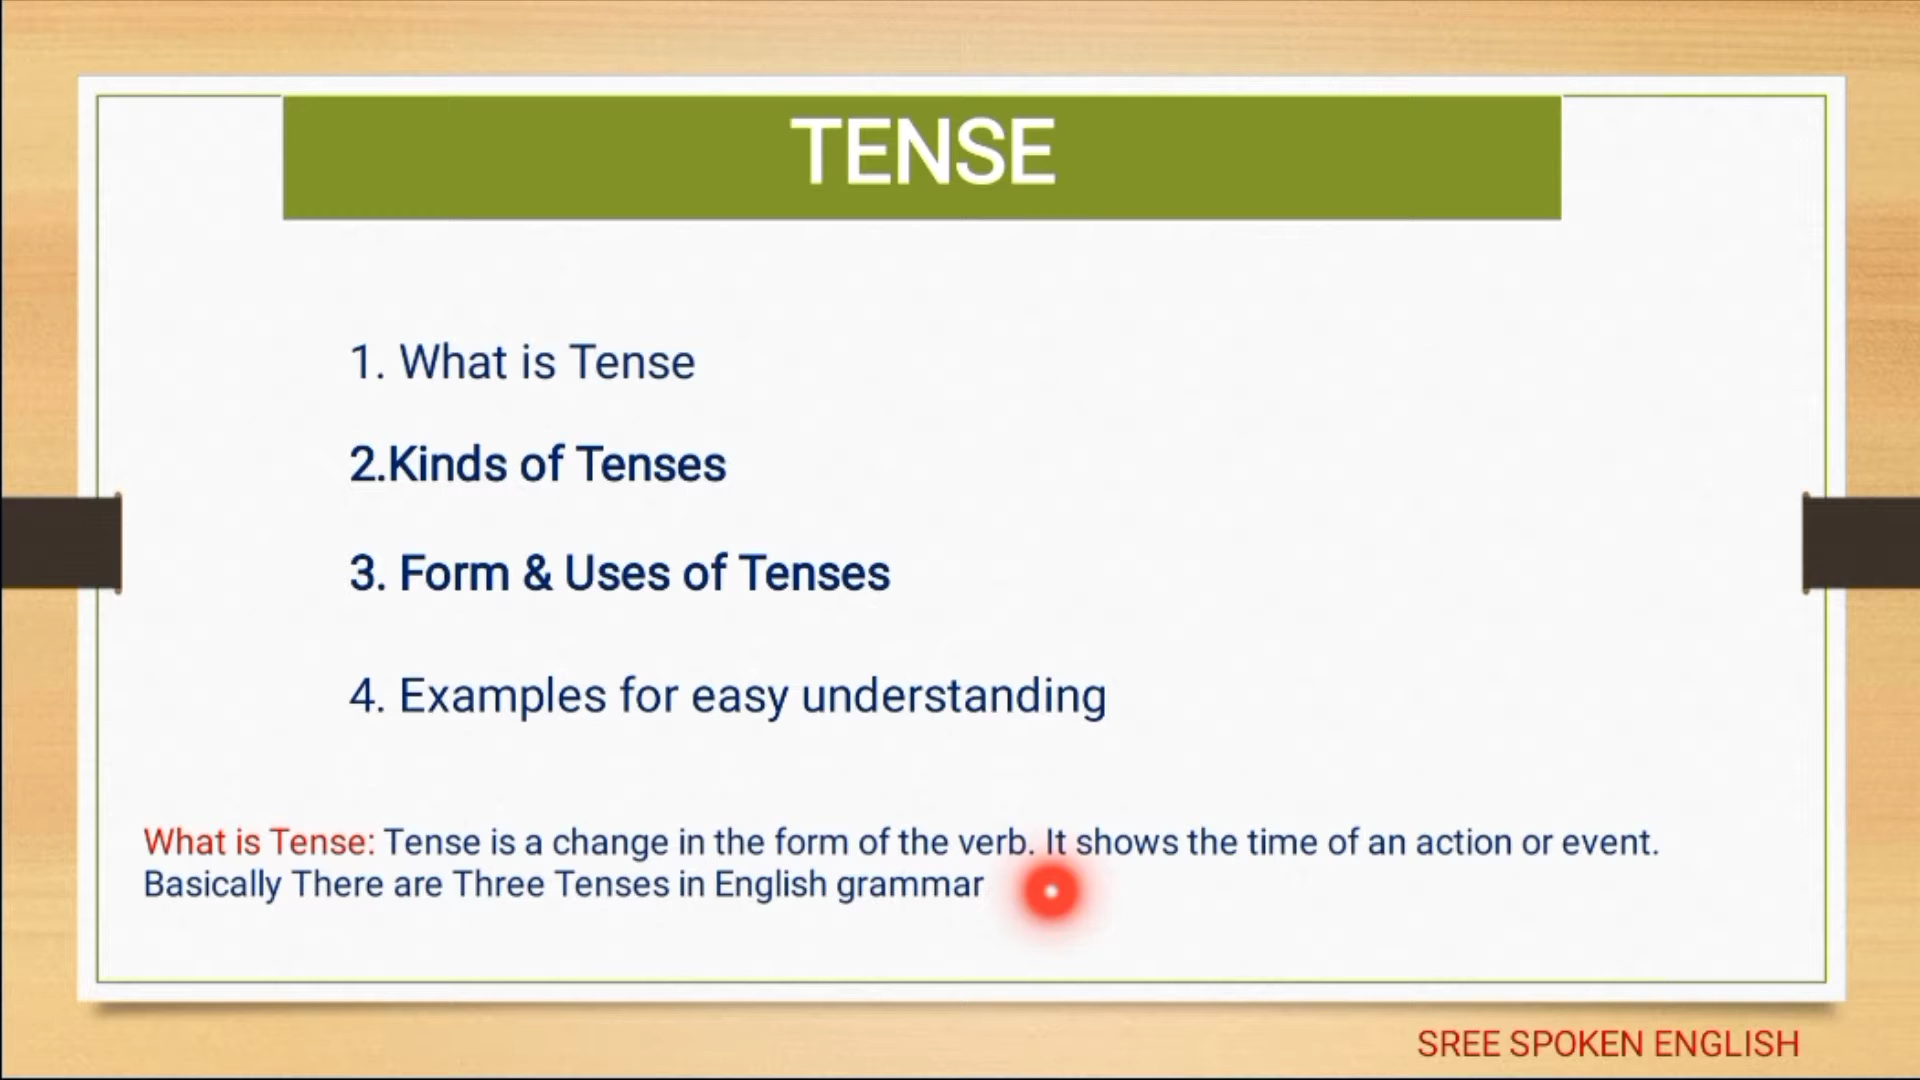 TENSE
1. What is Tense
2.Kinds of Tenses
3. Form & Uses of Tenses
4. Examples for easy understanding
What is Tense: Tense is a change in the form of the verb. It shows the time of an action or event.
Basically There are Three Tenses in English grammar
SREE SPOKEN ENGLISH